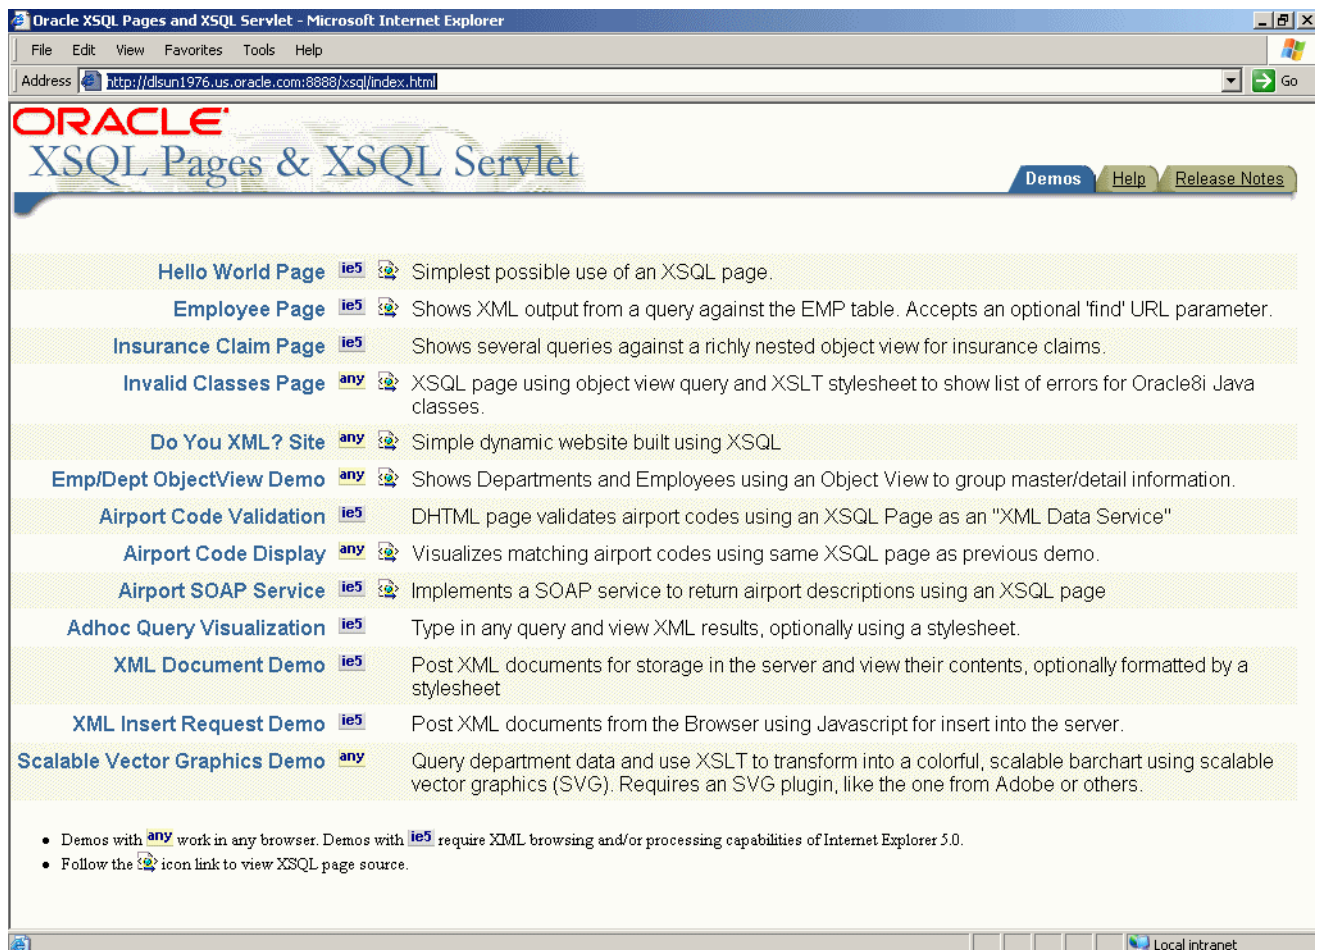 Oracle XSQL Pages and XSQL Servlet - Microsoft Internet Explorer
File Edit View Favorites Tools Help
Address http://dlsun1976.us.oracle.com:8888/xsql/index.html Go
ORACLE
XSQL Pages & XSQL Servlet
Demos Help Release Notes
Hello World Page ie5 Simplest possible use of an XSQL page.
Employee Page ie5 Shows XML output from a query against the EMP table. Accepts an optional 'find' URL parameter.
Insurance Claim Page ie5 Shows several queries against a richly nested object view for insurance claims.
Invalid Classes Page any XSQL page using object view query and XSLT stylesheet to show list of errors for Oracle8i Java
classes.
Do You XML? Site any Simple dynamic website built using XSQL
Emp/Dept ObjectView Demo any Shows Departments and Employees using an Object View to group master/detail information.
Airport Code Validation ie5 DHTML page validates airport codes using an XSQL Page as an "XML Data Service"
Airport Code Display any Visualizes matching airport codes using same XSQL page as previous demo.
Airport SOAP Service ie5 Implements a SOAP service to return airport descriptions using an XSQL page
Adhoc Query Visualization ie5 Type in any query and view XML results, optionally using a stylesheet.
XML Document Demo ie5 Post XML documents for storage in the server and view their contents, optionally formatted by a
stylesheet
XML Insert Request Demo ie5 Post XML documents from the Browser using Javascript for insert into the server.
Scalable Vector Graphics Demo any Query department data and use XSLT to transform into a colorful, scalable barchart using scalable
vector graphics (SVG). Requires an SVG plugin, like the one from Adobe or others.
• Demos with any work in any browser. Demos with ie5 require XML browsing and/or processing capabilities of Internet Explorer 5.0.
• Follow the icon link to view XSQL page source.
Local intranet